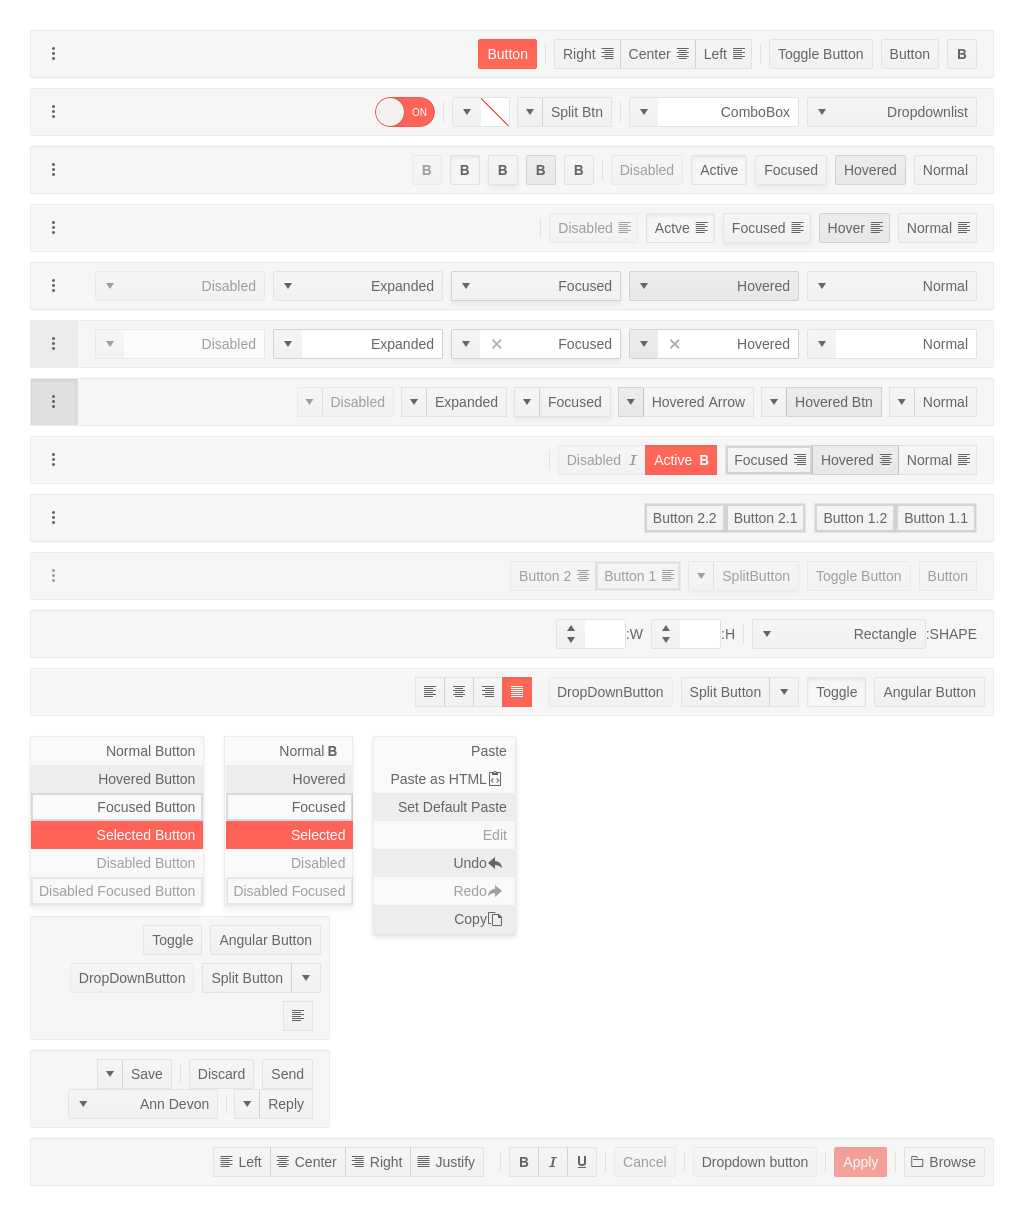 Button Right Center Left Toggle Button Button B
ON Split Btn ComboBox Dropdownlist
B B B B B Disabled Active Focused Hovered Normal
Disabled Actve Focused Hover Normal
Disabled Expanded Focused Hovered Normal
Disabled Expanded Focused Hovered Normal
Disabled Expanded Focused Hovered Arrow Hovered Btn Normal
Disabled I Active B Focused Hovered Normal
Button 2.2 Button 2.1 Button 1.2 Button 1.1
Button 2 Button 1 SplitButton Toggle Button Button
:W :H Rectangle :SHAPE
DropDownButton Split Button Toggle Angular Button
Normal Button Normal B Paste
Hovered Button Hovered Paste as HTML
Focused Button Focused Set Default Paste
Selected Button Selected Edit
Disabled Button Disabled Undo
Disabled Focused Button Disabled Focused Redo
Copy
Toggle Angular Button
DropDownButton Split Button
Save Discard Send
Ann Devon Reply
Left Center Right Justify B I U Cancel Dropdown button Apply Browse